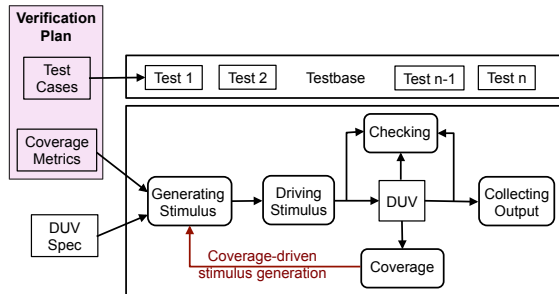 Verification
Plan
Test
Cases
Test 1
Test 2
Testbase
Test n-1
Test n
Coverage
Metrics
Checking
Generating
Stimulus
Driving
Stimulus
DUV
Collecting
Output
DUV
Spec
Coverage-driven
stimulus generation
Coverage